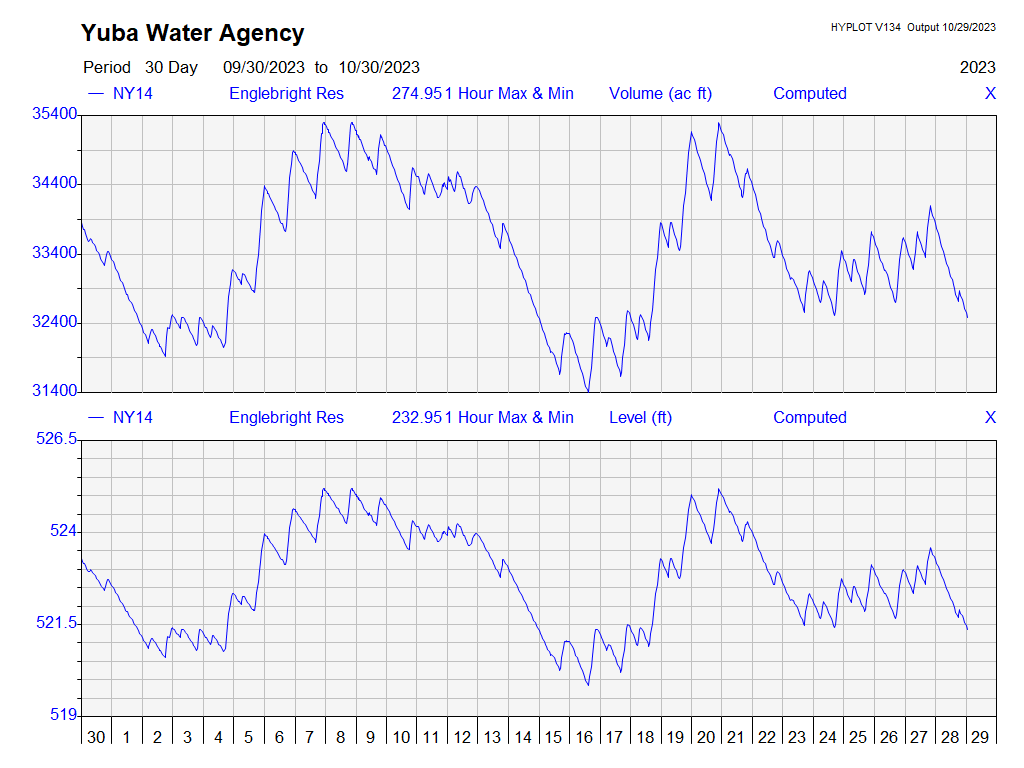 Yuba Water Agency
HYPLOT V134 Output 10/29/2023
Period 30 Day 09/30/2023 to 10/30/2023
2023
NY14 Englebright Res 274.951 Hour Max & Min Volume (ac ft) Computed X
35400
34400
33400
32400
31400
NY14 Englebright Res 232.951 Hour Max & Min Level (ft) Computed X
526.5
524
521.5
519
30 1 2 3 4 5 6 7 8 9 10 11 12 13 14 15 16 17 18 19 20 21 22 23 24 25 26 27 28 29